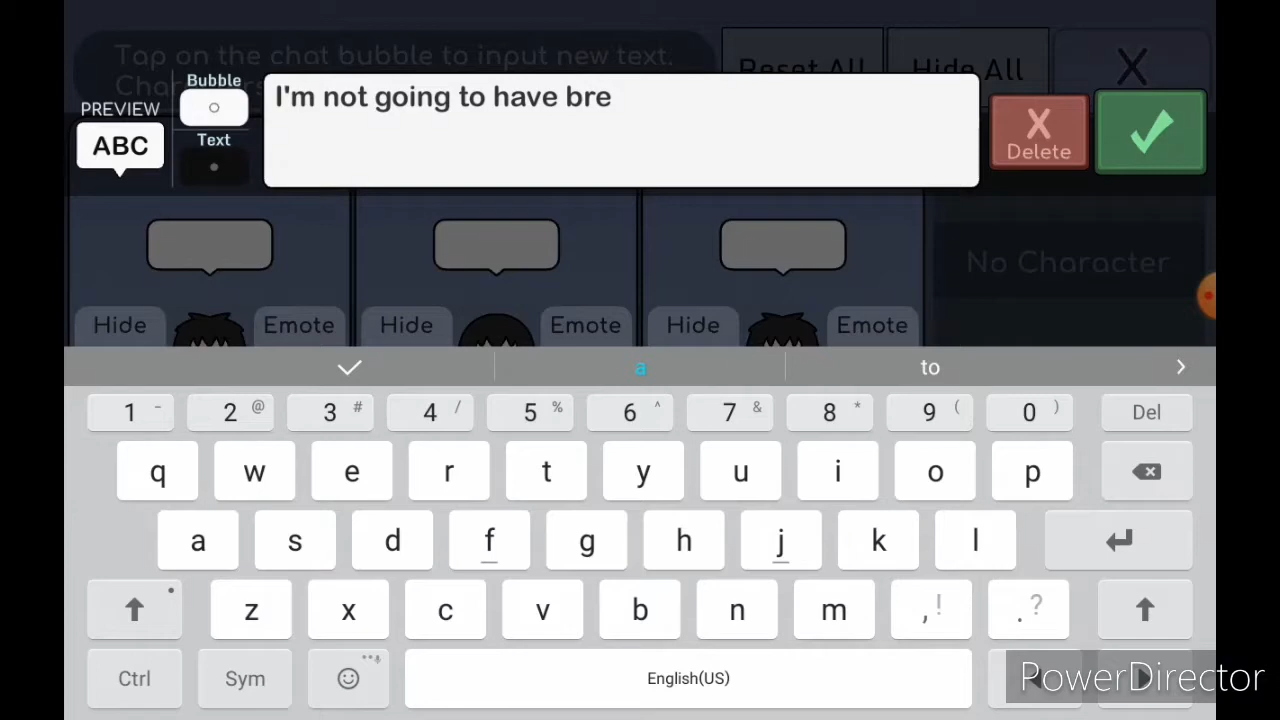 Tap on the chat bubble to input new text.
Reset All
Hide All
X
Bubble
PREVIEW
ABC
Text
I'm not going to have bre
X
Delete
No Character
Hide
Emote
Hide
Emote
Hide
Emote
a
to
1 - 2 @ 3 # 4 / 5 % 6 ^ 7 & 8 * 9 ( 0 ) Del
q w e r t y u i o p
a s d f g h j k l
z x c v b n m , ! . ?
Ctrl Sym English(US)
PowerDirector